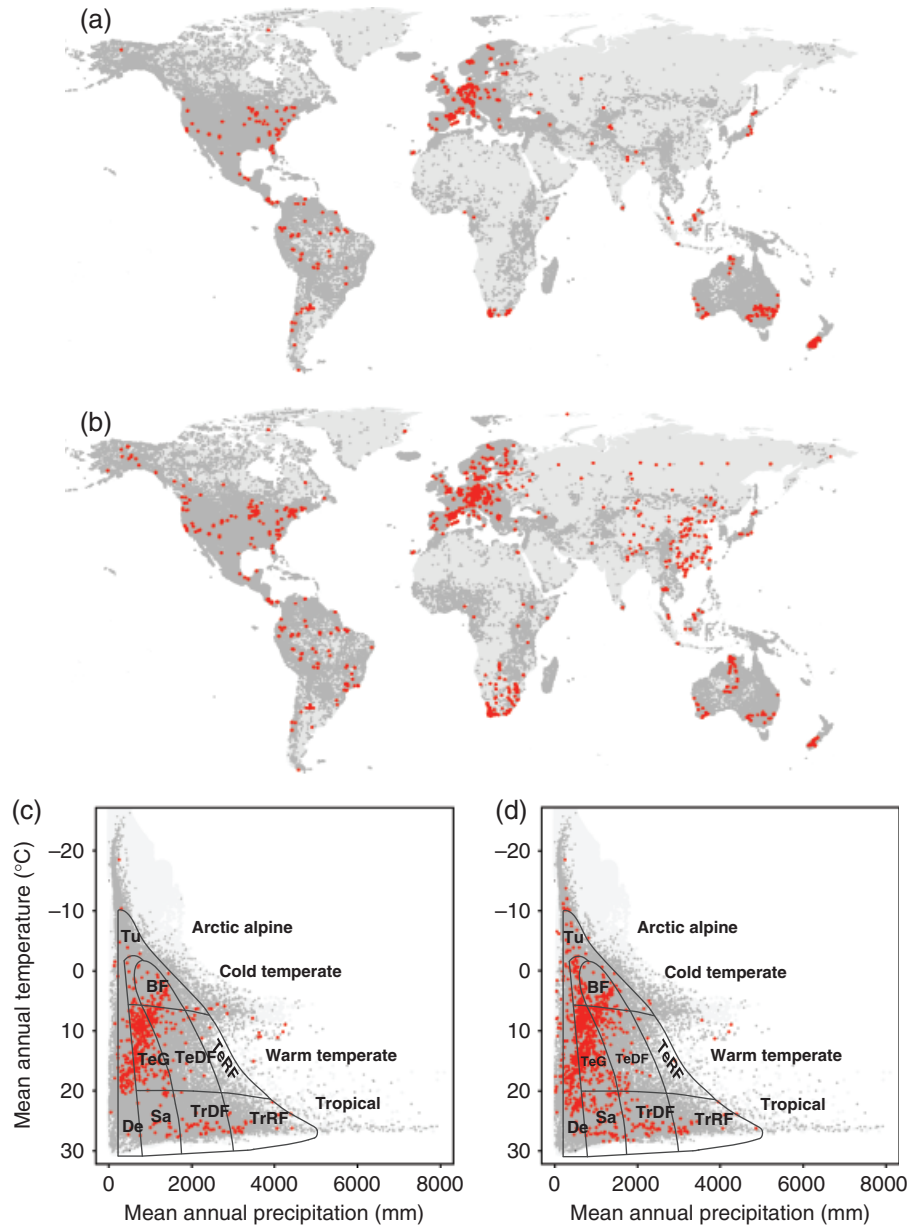 (a)
(b)
(c)
(d)
Mean annual temperature (°C)
–20
–10
0
10
20
30
Tu
BF
TeG
TeDF
TeRF
De
Sa
TrDF
TrRF
Arctic alpine
Cold temperate
Warm temperate
Tropical
0
2000
4000
6000
8000
Mean annual precipitation (mm)
–20
–10
0
10
20
30
Tu
BF
TeG
TeDF
TeRF
De
Sa
TrDF
TrRF
Arctic alpine
Cold temperate
Warm temperate
Tropical
0
2000
4000
6000
8000
Mean annual precipitation (mm)